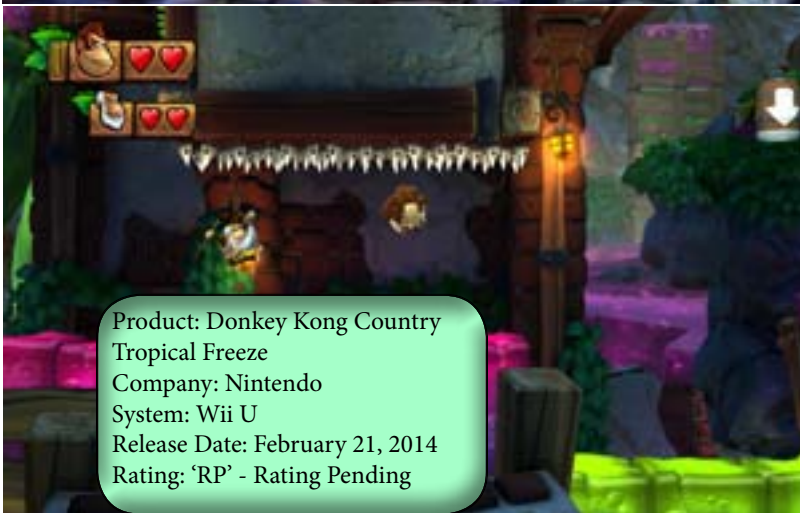 Product: Donkey Kong Country
Tropical Freeze
Company: Nintendo
System: Wii U
Release Date: February 21, 2014
Rating: ‘RP’ - Rating Pending